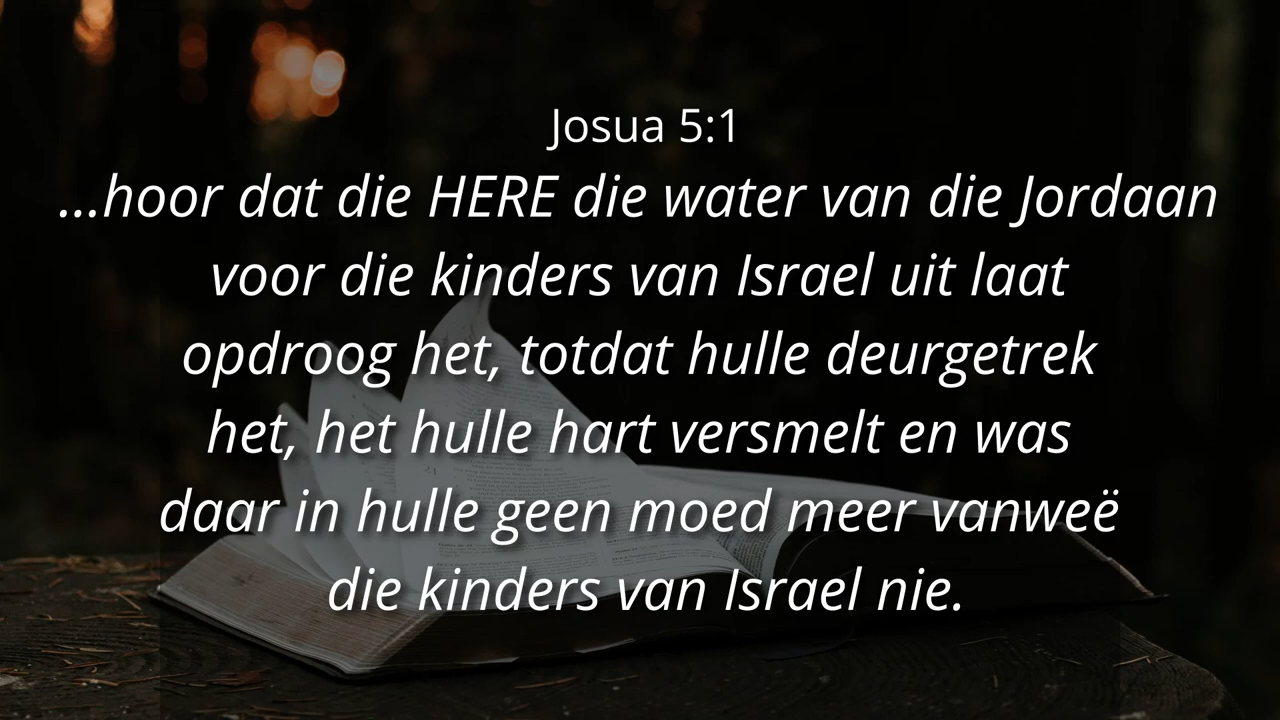 Josua 5:1
...hoor dat die HERE die water van die Jordaan
voor die kinders van Israel uit laat
opdroog het, totdat hulle deurgetrek
het, het hulle hart versmelt en was
daar in hulle geen moed meer vanweë
die kinders van Israel nie.